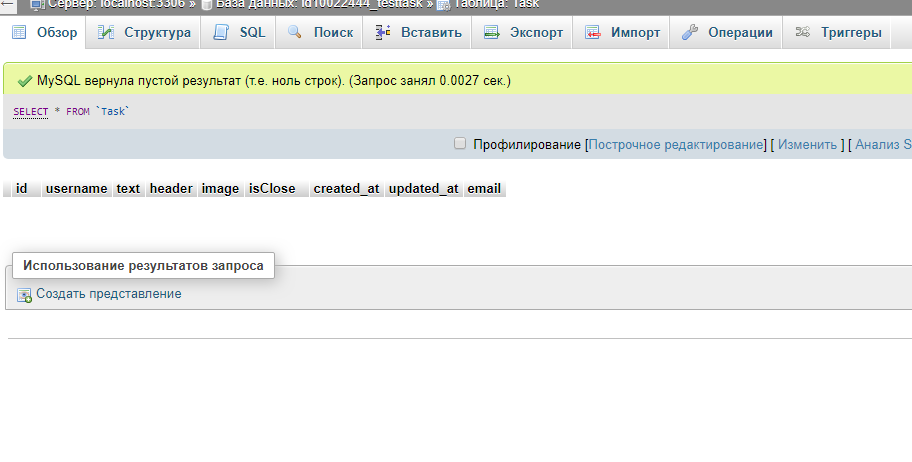 Сервер: localhost:3306 » База данных: id10022444_testtask » Таблица: Task
Обзор Структура SQL Поиск Вставить Экспорт Импорт Операции Триггеры
MySQL вернула пустой результат (т.е. ноль строк). (Запрос занял 0.0027 сек.)
SELECT * FROM `Task`
Профилирование [Построчное редактирование] [ Изменить ] [ Анализ S
id username text header image isClose created_at updated_at email
Использование результатов запроса
Создать представление